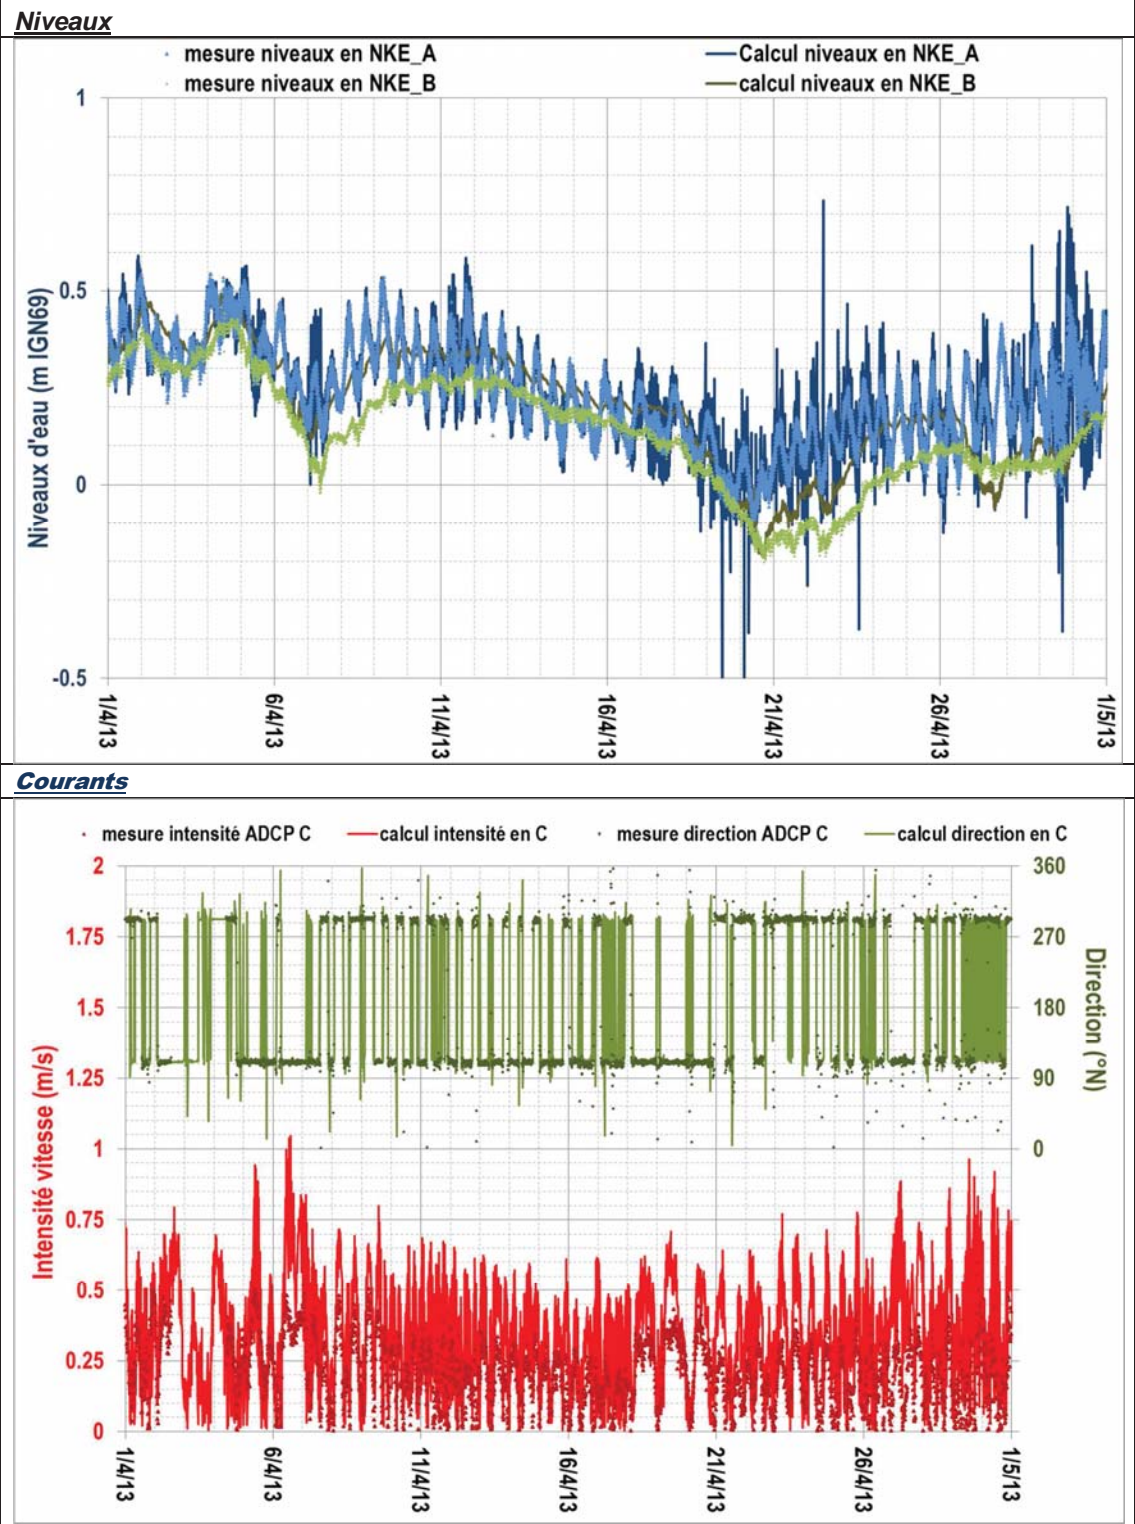 Niveaux
mesure niveaux en NKE_A Calcul niveaux en NKE_A
mesure niveaux en NKE_B calcul niveaux en NKE_B
Niveaux d'eau (m IGN69)
1
0.5
0
-0.5
1/4/13 6/4/13 11/4/13 16/4/13 21/4/13 26/4/13 1/5/13
Courants
mesure intensité ADCP C calcul intensité en C mesure direction ADCP C calcul direction en C
Intensité vitesse (m/s)
2 360
1.75 270
1.5 180
1.25 90
1 0
0.75
0.5
0.25
0
Direction (°N)
1/4/13 6/4/13 11/4/13 16/4/13 21/4/13 26/4/13 1/5/13